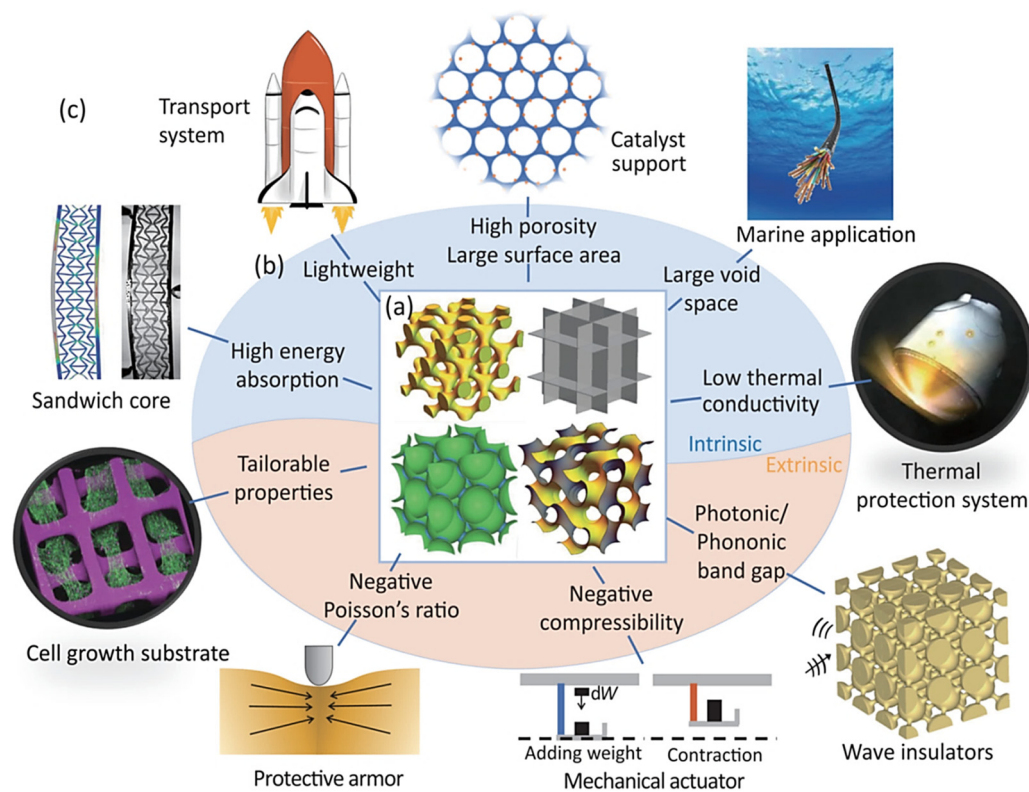 (c)
Transport
system
Catalyst
support
Marine application
(b)
Lightweight
High porosity
Large surface area
Large void
space
(a)
High energy
absorption
Sandwich core
Low thermal
conductivity
Intrinsic
Extrinsic
Thermal
protection system
Tailorable
properties
Cell growth substrate
Photonic/
Phononic
band gap
Negative
Poisson’s ratio
Negative
compressibility
dW
Adding weight
Contraction
Protective armor
Mechanical actuator
Wave insulators